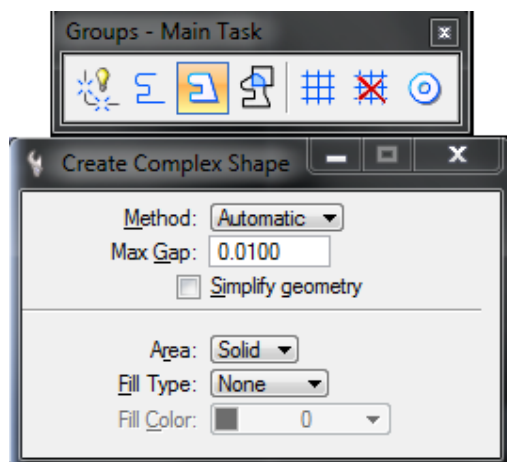 Groups - Main Task
Create Complex Shape
Method: Automatic
Max Gap: 0.0100
Simplify geometry
Area: Solid
Fill Type: None
Fill Color: 0